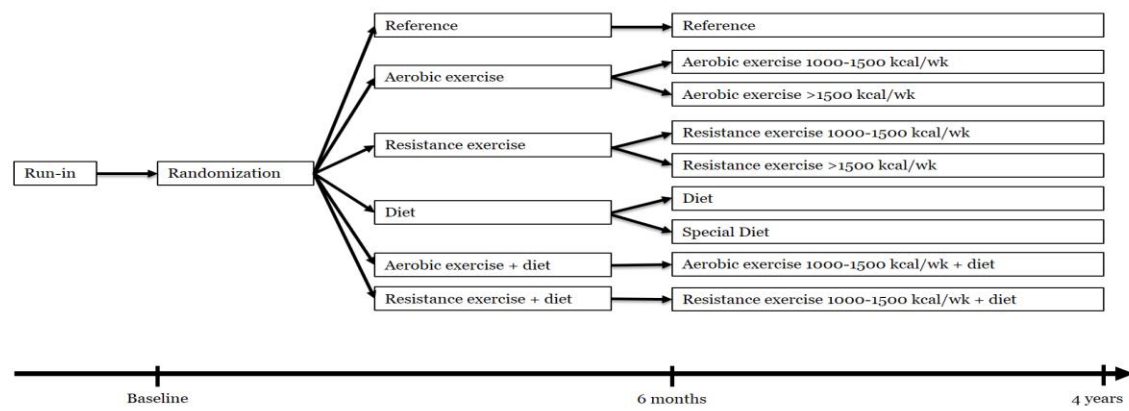 Reference
Reference
Aerobic exercise
Aerobic exercise 1000-1500 kcal/wk
Aerobic exercise >1500 kcal/wk
Resistance exercise
Resistance exercise 1000-1500 kcal/wk
Resistance exercise >1500 kcal/wk
Run-in
Randomization
Diet
Diet
Special Diet
Aerobic exercise + diet
Aerobic exercise 1000-1500 kcal/wk + diet
Resistance exercise + diet
Resistance exercise 1000-1500 kcal/wk + diet
Baseline
6 months
4 years